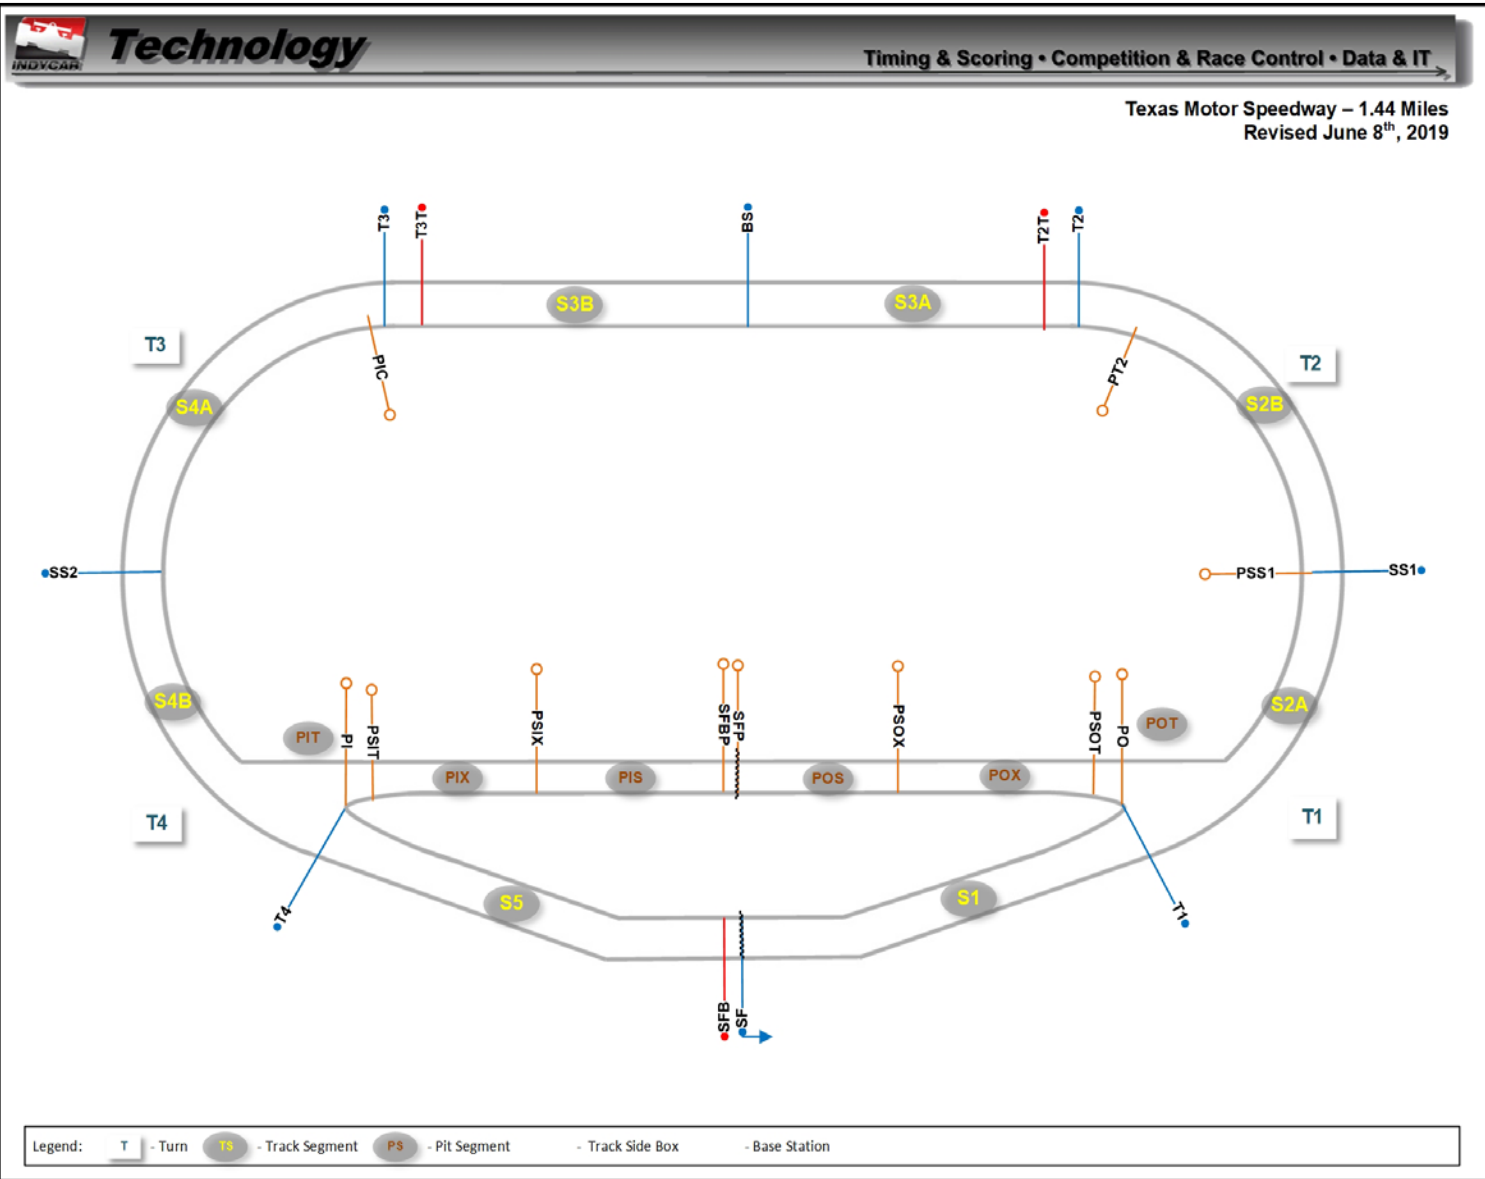 INDYCAR
Technology
Timing & Scoring • Competition & Race Control • Data & IT
Texas Motor Speedway – 1.44 Miles
Revised June 8th, 2019
T3
T3T
BS
T2T
T2
S3B
S3A
T3
PIC
PT2
T2
S4A
S2B
SS2
PSS1
SS1
S4B
S2A
PIT
PI
PSIT
PSIX
SFBP
SFP
PSOX
PSOT
PO
POT
PIX
PIS
POS
POX
T4
T1
S5
S1
T4
T1
SFB
SF
Legend: T - Turn TS - Track Segment PS - Pit Segment - Track Side Box - Base Station